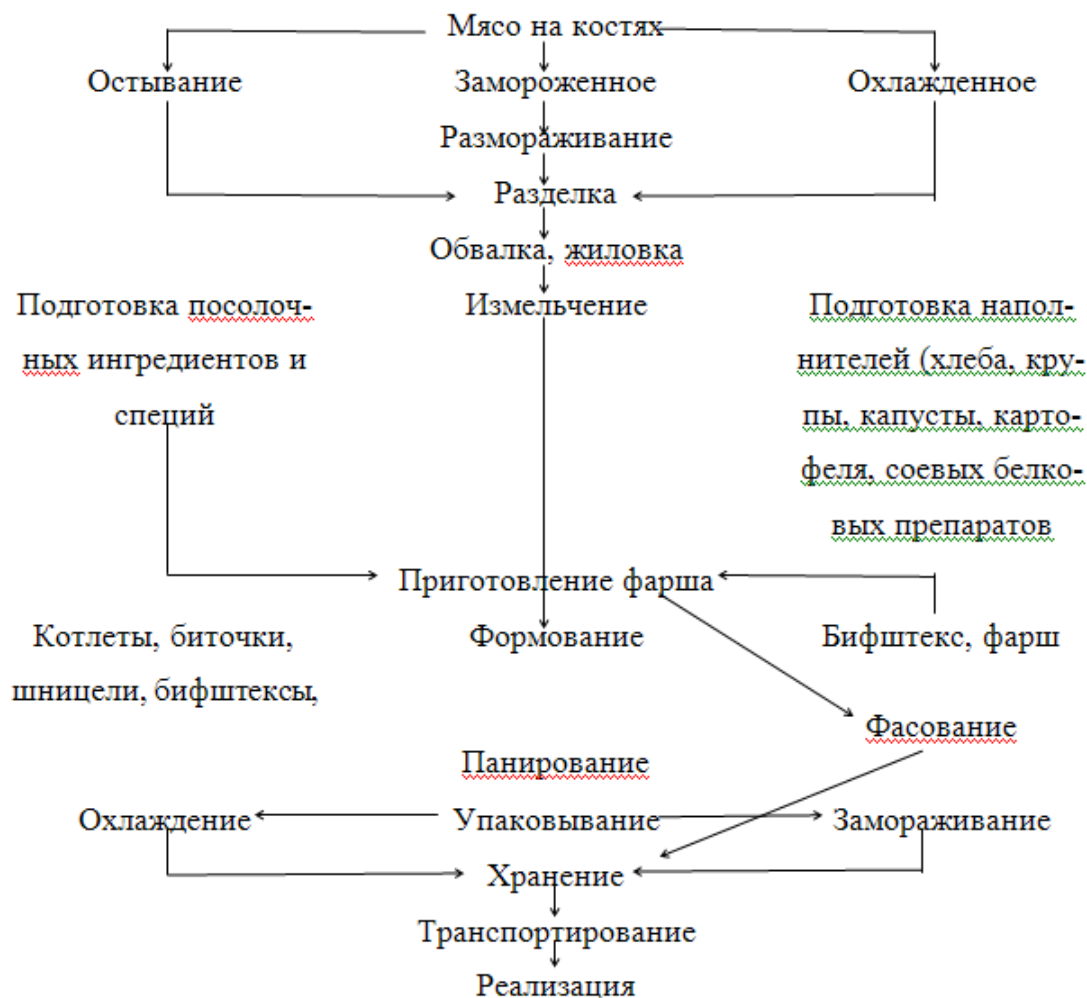 Мясо на костях
Остывание
Замороженное
Охлажденное
Размораживание
Разделка
Обвалка, жиловка
Подготовка посолоч-
ных ингредиентов и
специй
Измельчение
Подготовка напол-
нителей (хлеба, кру-
пы, капусты, карто-
феля, соевых белко-
вых препаратов
Приготовление фарша
Котлеты, биточки,
шницели, бифштексы,
Формование
Бифштекс, фарш
Фасование
Панирование
Охлаждение
Упаковывание
Замораживание
Хранение
Транспортирование
Реализация